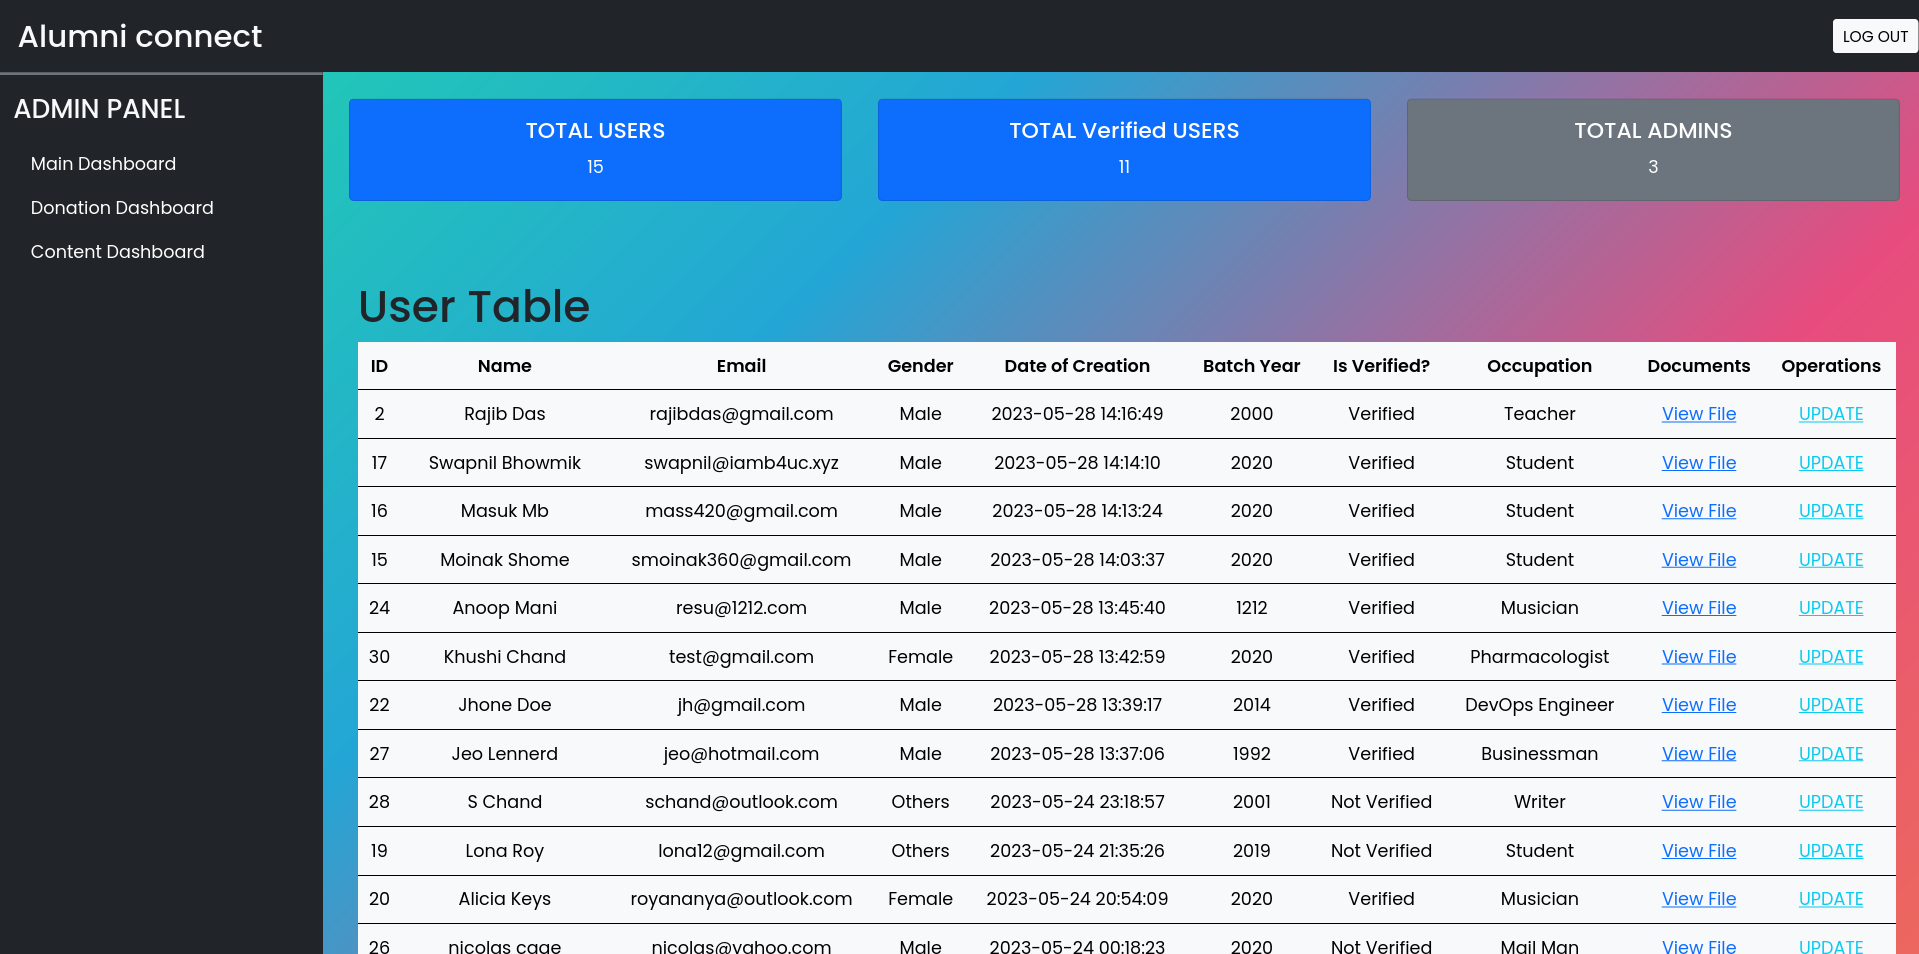 Alumni connect
LOG OUT
ADMIN PANEL
Main Dashboard
Donation Dashboard
Content Dashboard
TOTAL USERS
15
TOTAL Verified USERS
11
TOTAL ADMINS
3
User Table
ID Name Email Gender Date of Creation Batch Year Is Verified? Occupation Documents Operations
2 Rajib Das rajibdas@gmail.com Male 2023-05-28 14:16:49 2000 Verified Teacher View File UPDATE
17 Swapnil Bhowmik swapnil@iamb4uc.xyz Male 2023-05-28 14:14:10 2020 Verified Student View File UPDATE
16 Masuk Mb mass420@gmail.com Male 2023-05-28 14:13:24 2020 Verified Student View File UPDATE
15 Moinak Shome smoinak360@gmail.com Male 2023-05-28 14:03:37 2020 Verified Student View File UPDATE
24 Anoop Mani resu@1212.com Male 2023-05-28 13:45:40 1212 Verified Musician View File UPDATE
30 Khushi Chand test@gmail.com Female 2023-05-28 13:42:59 2020 Verified Pharmacologist View File UPDATE
22 Jhone Doe jh@gmail.com Male 2023-05-28 13:39:17 2014 Verified DevOps Engineer View File UPDATE
27 Jeo Lennerd jeo@hotmail.com Male 2023-05-28 13:37:06 1992 Verified Businessman View File UPDATE
28 S Chand schand@outlook.com Others 2023-05-24 23:18:57 2001 Not Verified Writer View File UPDATE
19 Lona Roy lona12@gmail.com Others 2023-05-24 21:35:26 2019 Not Verified Student View File UPDATE
20 Alicia Keys royananya@outlook.com Female 2023-05-24 20:54:09 2020 Verified Musician View File UPDATE
26 nicolas cage nicolas@yahoo.com Male 2023-05-24 00:18:23 2020 Not Verified Mail Man View File UPDATE